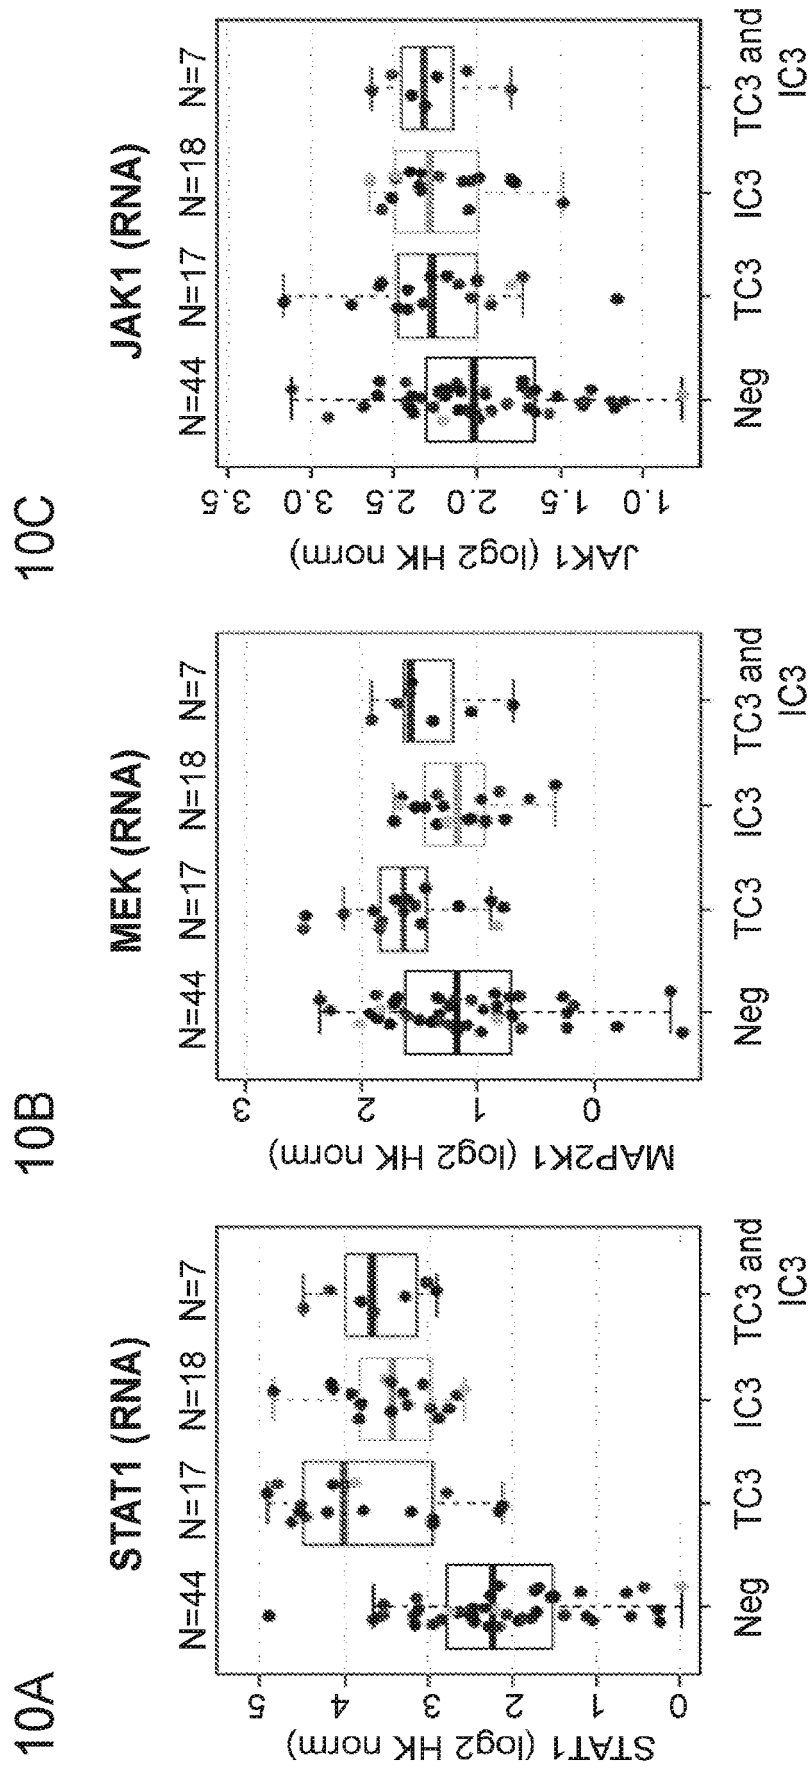 10A
STAT1 (RNA)
N=44 N=17 N=18 N=7
STAT1 (log2 HK norm)
5
4
3
2
1
0
Neg TC3 IC3 TC3 and
IC3
10B
MEK (RNA)
N=44 N=17 N=18 N=7
MAP2K1 (log2 HK norm)
3
2
1
0
Neg TC3 IC3 TC3 and
IC3
10C
JAK1 (RNA)
N=44 N=17 N=18 N=7
JAK1 (log2 HK norm)
3.5
3.0
2.5
2.0
1.5
1.0
Neg TC3 IC3 TC3 and
IC3